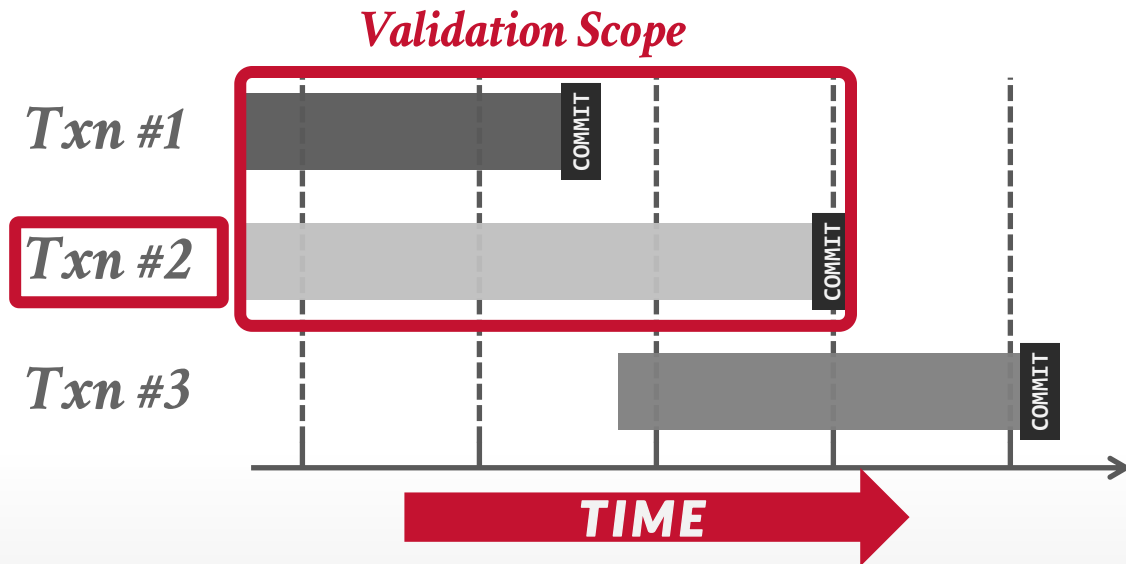 Validation Scope
Txn #1
COMMIT
Txn #2
COMMIT
Txn #3
COMMIT
TIME